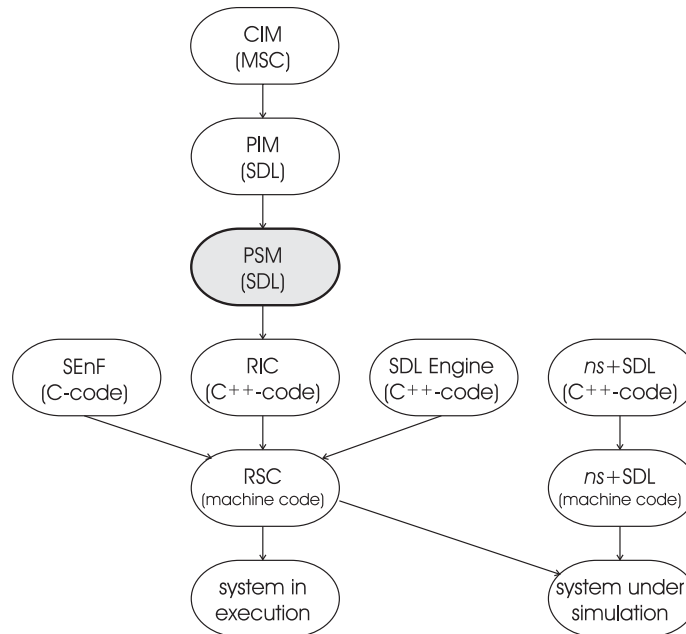 CIM
(MSC)
PIM
(SDL)
PSM
(SDL)
SEnF
(C-code)
RIC
(C++-code)
SDL Engine
(C++-code)
ns+SDL
(C++-code)
RSC
(machine code)
ns+SDL
(machine code)
system in
execution
system under
simulation